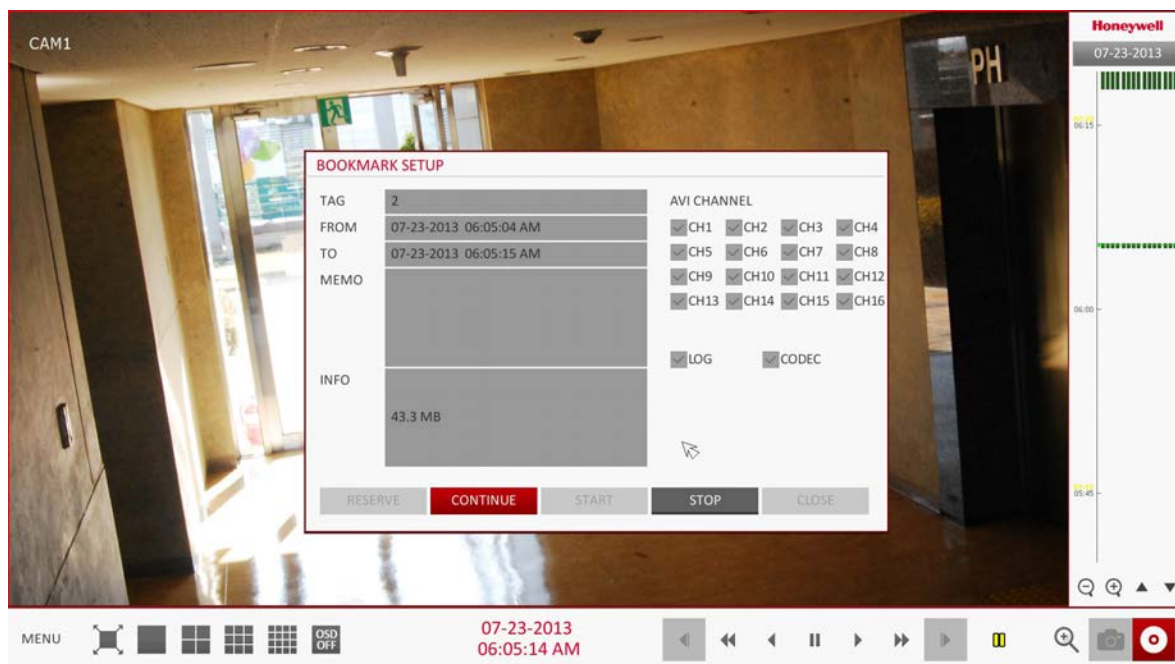 CAM1
PH
Honeywell
07-23-2013
06:15
06:00
05:45
BOOKMARK SETUP
TAG 2
FROM 07-23-2013 06:05:04 AM
TO 07-23-2013 06:05:15 AM
MEMO
INFO
43.3 MB
AVI CHANNEL
CH1 CH2 CH3 CH4
CH5 CH6 CH7 CH8
CH9 CH10 CH11 CH12
CH13 CH14 CH15 CH16
LOG CODEC
RESERVE CONTINUE START STOP CLOSE
MENU
OSD
OFF
07-23-2013
06:05:14 AM